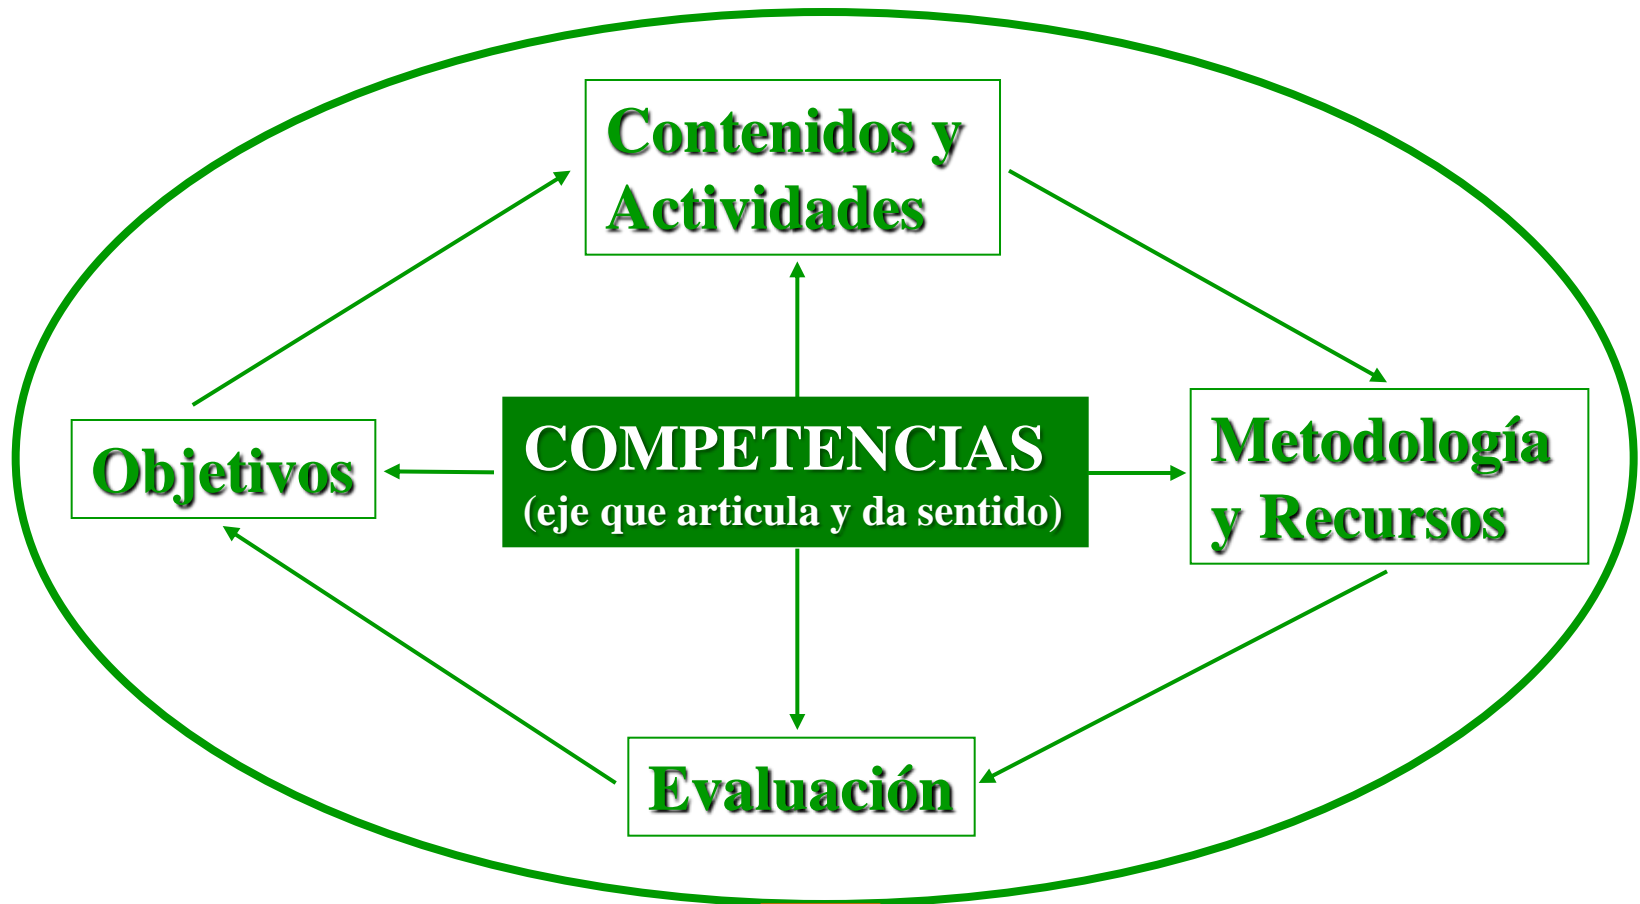 Contenidos y
Actividades
Objetivos
COMPETENCIAS
(eje que articula y da sentido)
Metodología
y Recursos
Evaluación